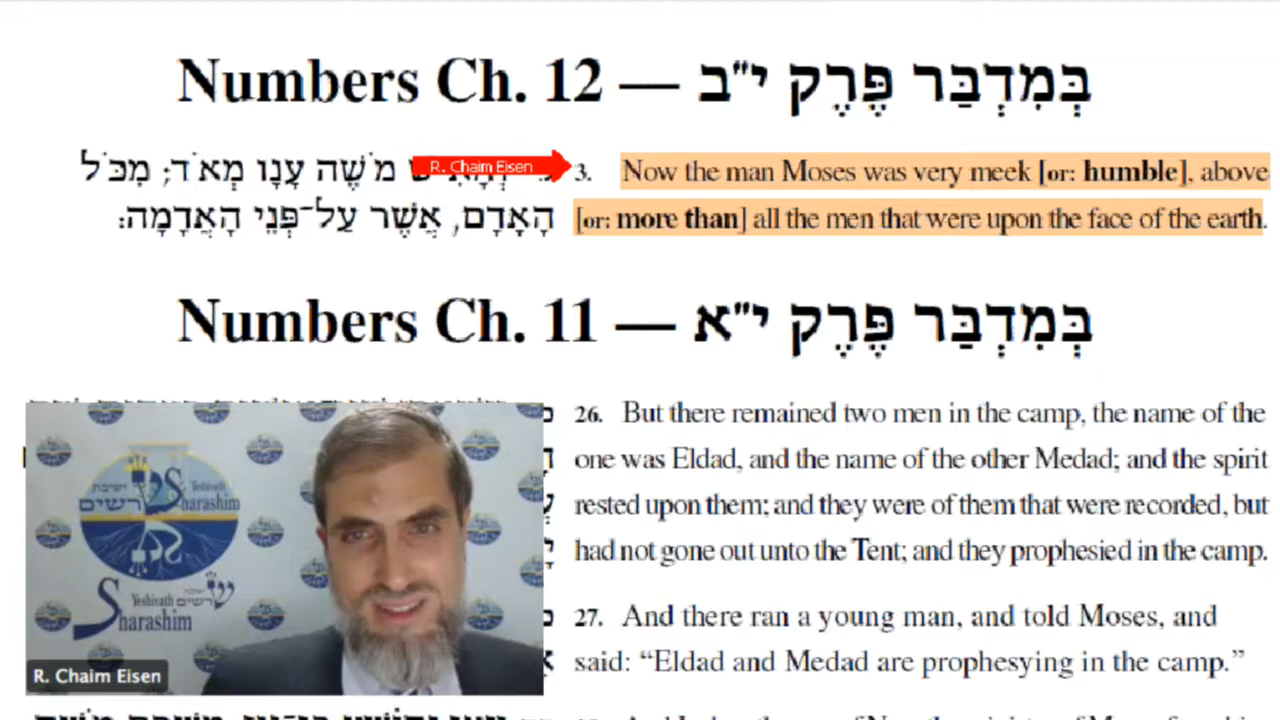 Numbers Ch. 12 — בְּמִדְבַּר פֶּרֶק י״ב
מֹשֶׁה עָנָו מְאֹד; מִכֹּל
הָאָדָם, אֲשֶׁר עַל־פְּנֵי הָאֲדָמָה:
R. Chaim Eisen
3. Now the man Moses was very meek [or: humble], above
[or: more than] all the men that were upon the face of the earth.
Numbers Ch. 11 — בְּמִדְבַּר פֶּרֶק י״א
26. But there remained two men in the camp, the name of the
one was Eldad, and the name of the other Medad; and the spirit
rested upon them; and they were of them that were recorded, but
had not gone out unto the Tent; and they prophesied in the camp.
27. And there ran a young man, and told Moses, and
said: “Eldad and Medad are prophesying in the camp.”
ישיבת
שרשים
Yeshivath
Sharashim
Yeshivath ישיבת שרשים
Sharashim
R. Chaim Eisen